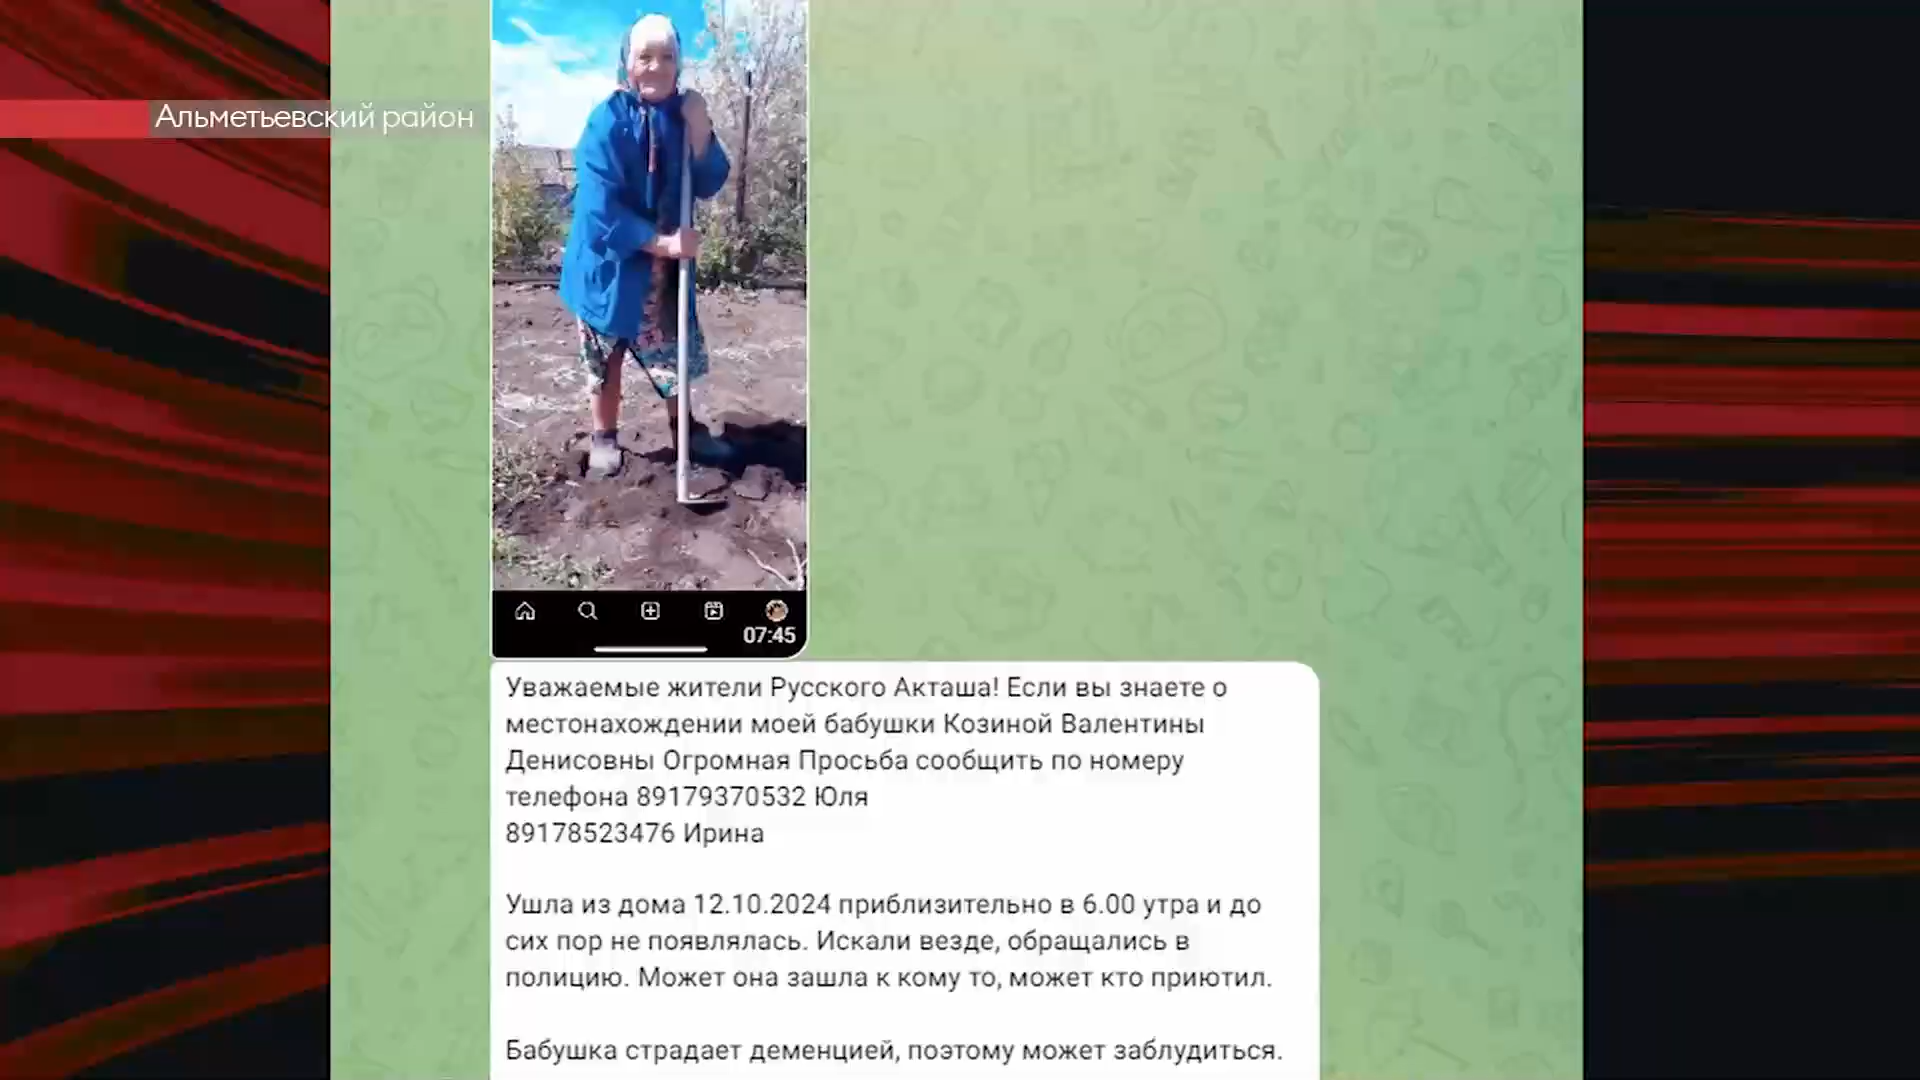 Альметьевский район
07:45
Уважаемые жители Русского Акташа! Если вы знаете о
местонахождении моей бабушки Козиной Валентины
Денисовны Огромная Просьба сообщить по номеру
телефона 89179370532 Юля
89178523476 Ирина
Ушла из дома 12.10.2024 приблизительно в 6.00 утра и до
сих пор не появлялась. Искали везде, обращались в
полицию. Может она зашла к кому то, может кто приютил.
Бабушка страдает деменцией, поэтому может заблудиться.